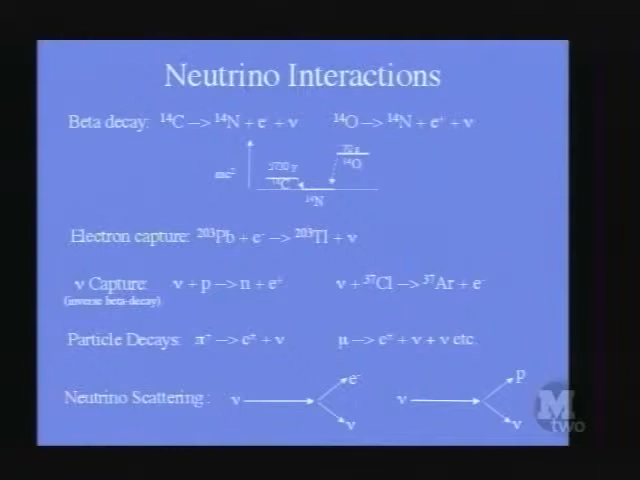 Neutrino Interactions
Beta decay: ¹⁴C –> ¹⁴N + e⁻ + ν ¹⁴O –> ¹⁴N + e⁺ + ν
mc²
5730 y
¹⁴C
70 s
¹⁴O
¹⁴N
Electron capture: ²⁰³Pb + e⁻ –> ²⁰³Tl + ν
ν Capture: ν + p –> n + e⁺ ν + ³⁷Cl –> ³⁷Ar + e⁻
(inverse beta-decay)
Particle Decays: π⁺ –> e⁺ + ν μ –> e⁺ + ν + ν etc.
Neutrino Scattering : ν e⁻ ν ν p ν
M
two